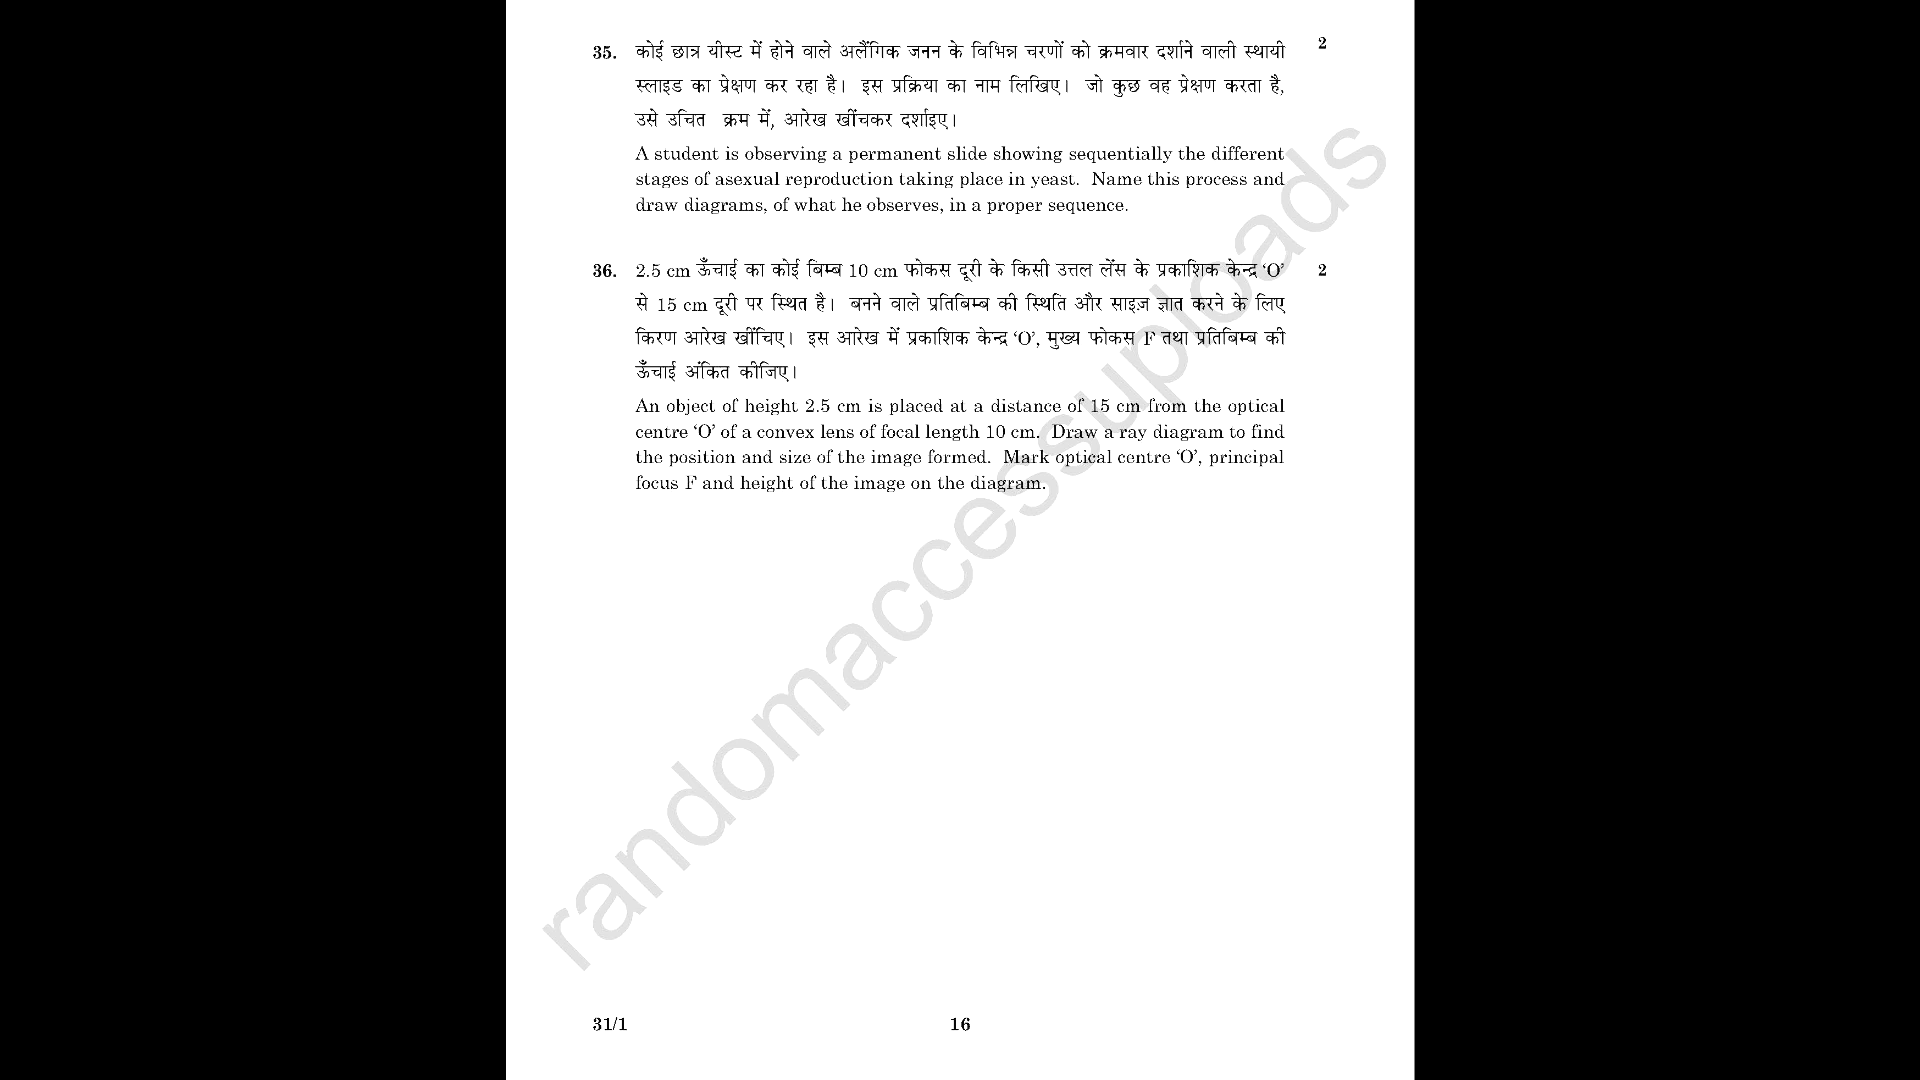 35. कोई छात्र यीस्ट में होने वाले अलैंगिक जनन के विभिन्न चरणों को क्रमवार दर्शाने वाली स्थायी 2
स्लाइड का प्रेक्षण कर रहा है। इस प्रक्रिया का नाम लिखिए। जो कुछ वह प्रेक्षण करता है,
उसे उचित क्रम में, आरेख खींचकर दर्शाइए।
A student is observing a permanent slide showing sequentially the different
stages of asexual reproduction taking place in yeast. Name this process and
draw diagrams, of what he observes, in a proper sequence.
36. 2.5 cm ऊँचाई का कोई बिम्ब 10 cm फोकस दूरी के किसी उत्तल लेंस के प्रकाशिक केन्द्र ‘O’ 2
से 15 cm दूरी पर स्थित है। बनने वाले प्रतिबिम्ब की स्थिति और साइज़ ज्ञात करने के लिए
किरण आरेख खींचिए। इस आरेख में प्रकाशिक केन्द्र ‘O’, मुख्य फोकस F तथा प्रतिबिम्ब की
ऊँचाई अंकित कीजिए।
An object of height 2.5 cm is placed at a distance of 15 cm from the optical
centre ‘O’ of a convex lens of focal length 10 cm. Draw a ray diagram to find
the position and size of the image formed. Mark optical centre ‘O’, principal
focus F and height of the image on the diagram.
randomaccessuploads
31/1 16